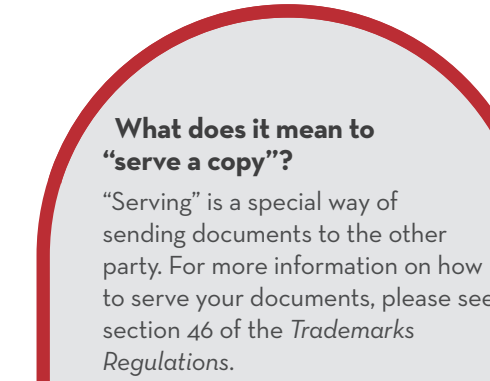 What does it mean to
“serve a copy”?
“Serving” is a special way of
sending documents to the other
party. For more information on how
to serve your documents, please see
section 46 of the Trademarks
Regulations.